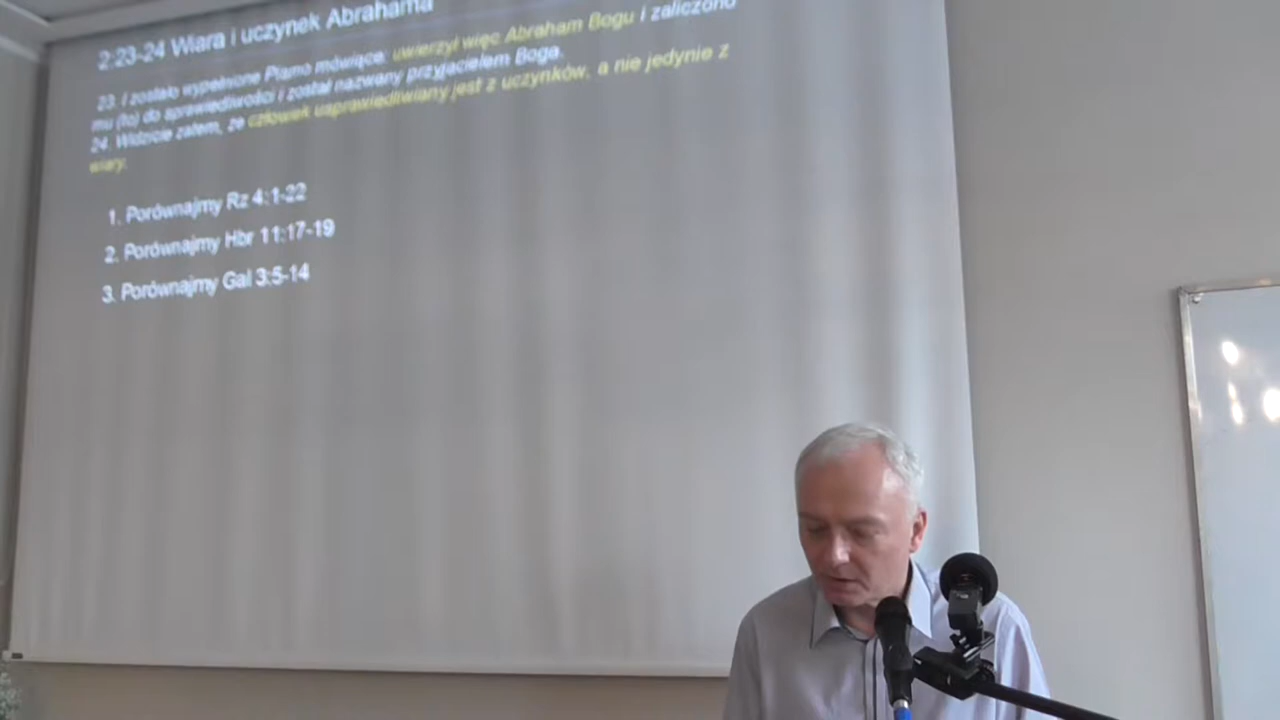 2:23-24 Wiara i uczynek Abrahama
23. I zostało wypełnione Pismo mówiące: uwierzył więc Abraham Bogu i zaliczono
mu (to) do sprawiedliwości i został nazwany przyjacielem Boga.
24. Widzicie zatem, że człowiek usprawiedliwiany jest z uczynków, a nie jedynie z
wiary.
1. Porównajmy Rz 4:1-22
2. Porównajmy Hbr 11:17-19
3. Porównajmy Gal 3:5-14